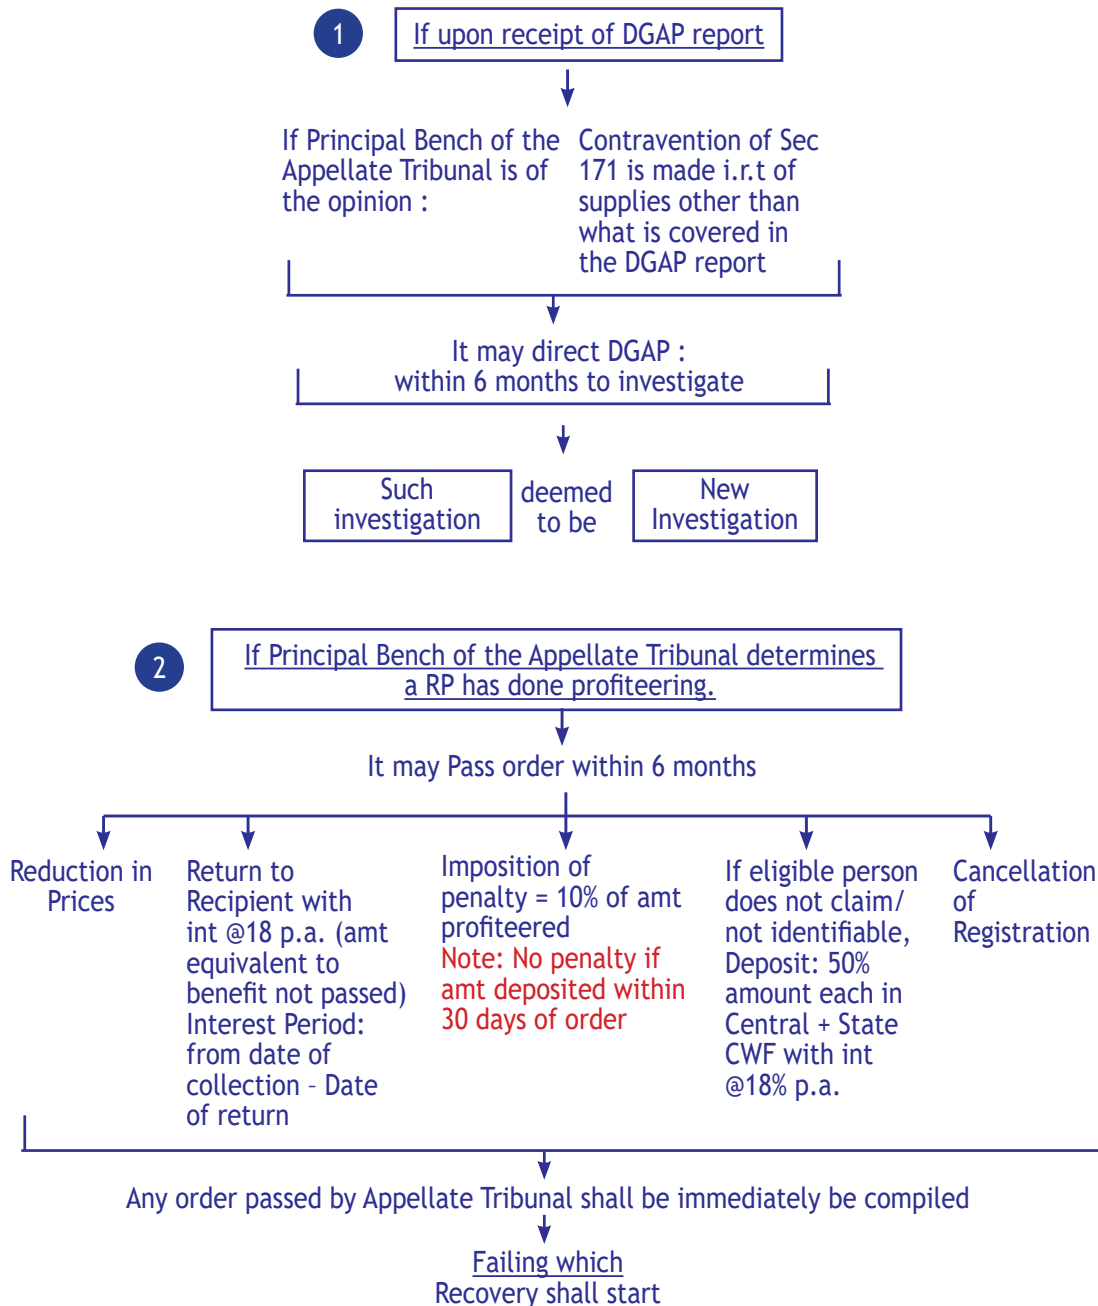 1
If upon receipt of DGAP report
If Principal Bench of the
Appellate Tribunal is of
the opinion :
Contravention of Sec
171 is made i.r.t of
supplies other than
what is covered in
the DGAP report
It may direct DGAP :
within 6 months to investigate
Such
investigation
deemed
to be
New
Investigation
2
If Principal Bench of the Appellate Tribunal determines
a RP has done profiteering.
It may Pass order within 6 months
Reduction in
Prices
Return to
Recipient with
int @18 p.a. (amt
equivalent to
benefit not passed)
Interest Period:
from date of
collection - Date
of return
Imposition of
penalty = 10% of amt
profiteered
Note: No penalty if
amt deposited within
30 days of order
If eligible person
does not claim/
not identifiable,
Deposit: 50%
amount each in
Central + State
CWF with int
@18% p.a.
Cancellation
of
Registration
Any order passed by Appellate Tribunal shall be immediately be compiled
Failing which
Recovery shall start